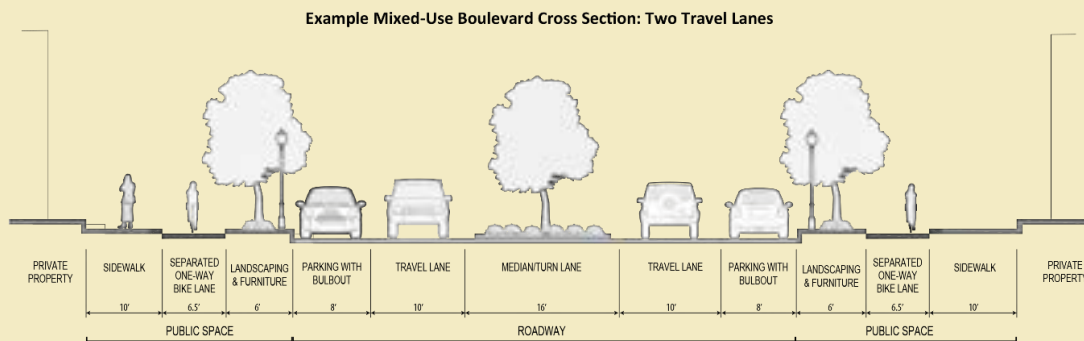 Example Mixed-Use Boulevard Cross Section: Two Travel Lanes
PRIVATE
PROPERTY
SIDEWALK
SEPARATED
ONE-WAY
BIKE LANE
LANDSCAPING
& FURNITURE
PARKING WITH
BULBOUT
TRAVEL LANE
MEDIAN/TURN LANE
TRAVEL LANE
PARKING WITH
BULBOUT
LANDSCAPING
& FURNITURE
SEPARATED
ONE-WAY
BIKE LANE
SIDEWALK
PRIVATE
PROPERTY
10'
6.5'
6'
8'
10'
16'
10'
8'
6'
6.5'
10'
PUBLIC SPACE
ROADWAY
PUBLIC SPACE